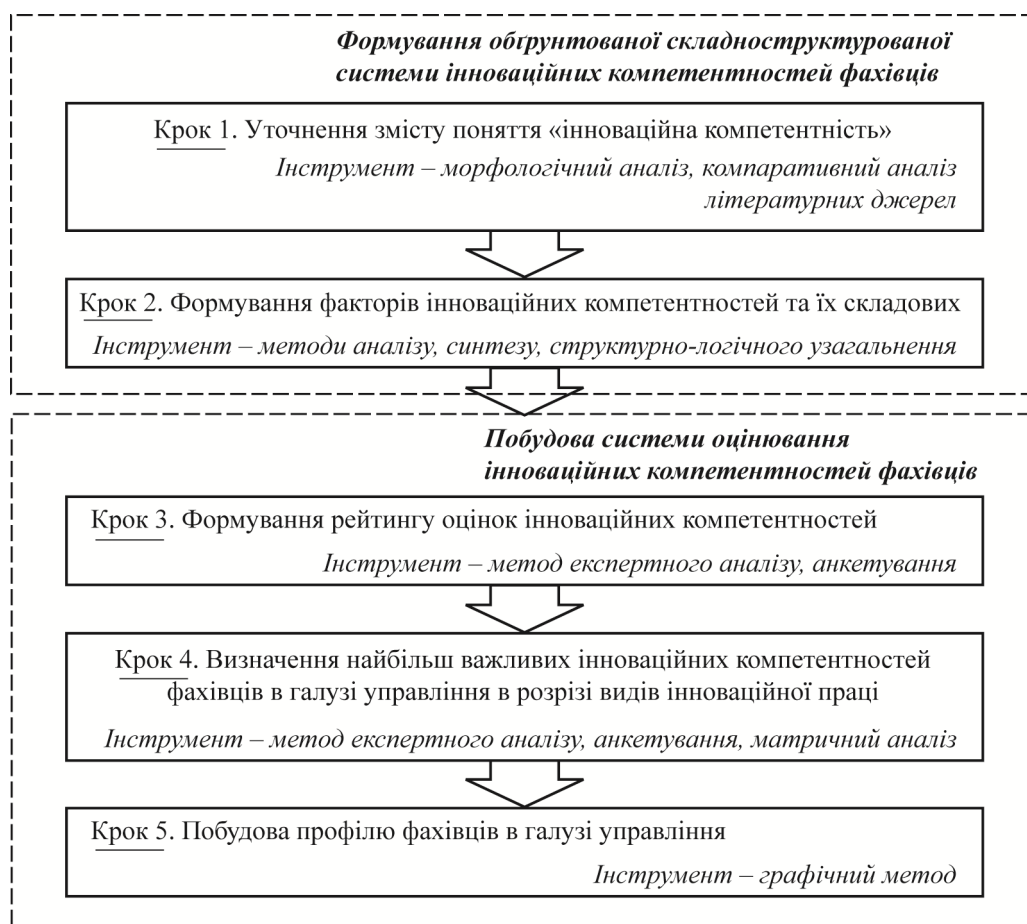 Формування обґрунтованої складноструктурованої
системи інноваційних компетентностей фахівців
Крок 1. Уточнення змісту поняття «інноваційна компетентність»
Інструмент – морфологічний аналіз, компаративний аналіз
літературних джерел
Крок 2. Формування факторів інноваційних компетентностей та їх складових
Інструмент – методи аналізу, синтезу, структурно-логічного узагальнення
Побудова системи оцінювання
інноваційних компетентностей фахівців
Крок 3. Формування рейтингу оцінок інноваційних компетентностей
Інструмент – метод експертного аналізу, анкетування
Крок 4. Визначення найбільш важливих інноваційних компетентностей
фахівців в галузі управління в розрізі видів інноваційної праці
Інструмент – метод експертного аналізу, анкетування, матричний аналіз
Крок 5. Побудова профілю фахівців в галузі управління
Інструмент – графічний метод